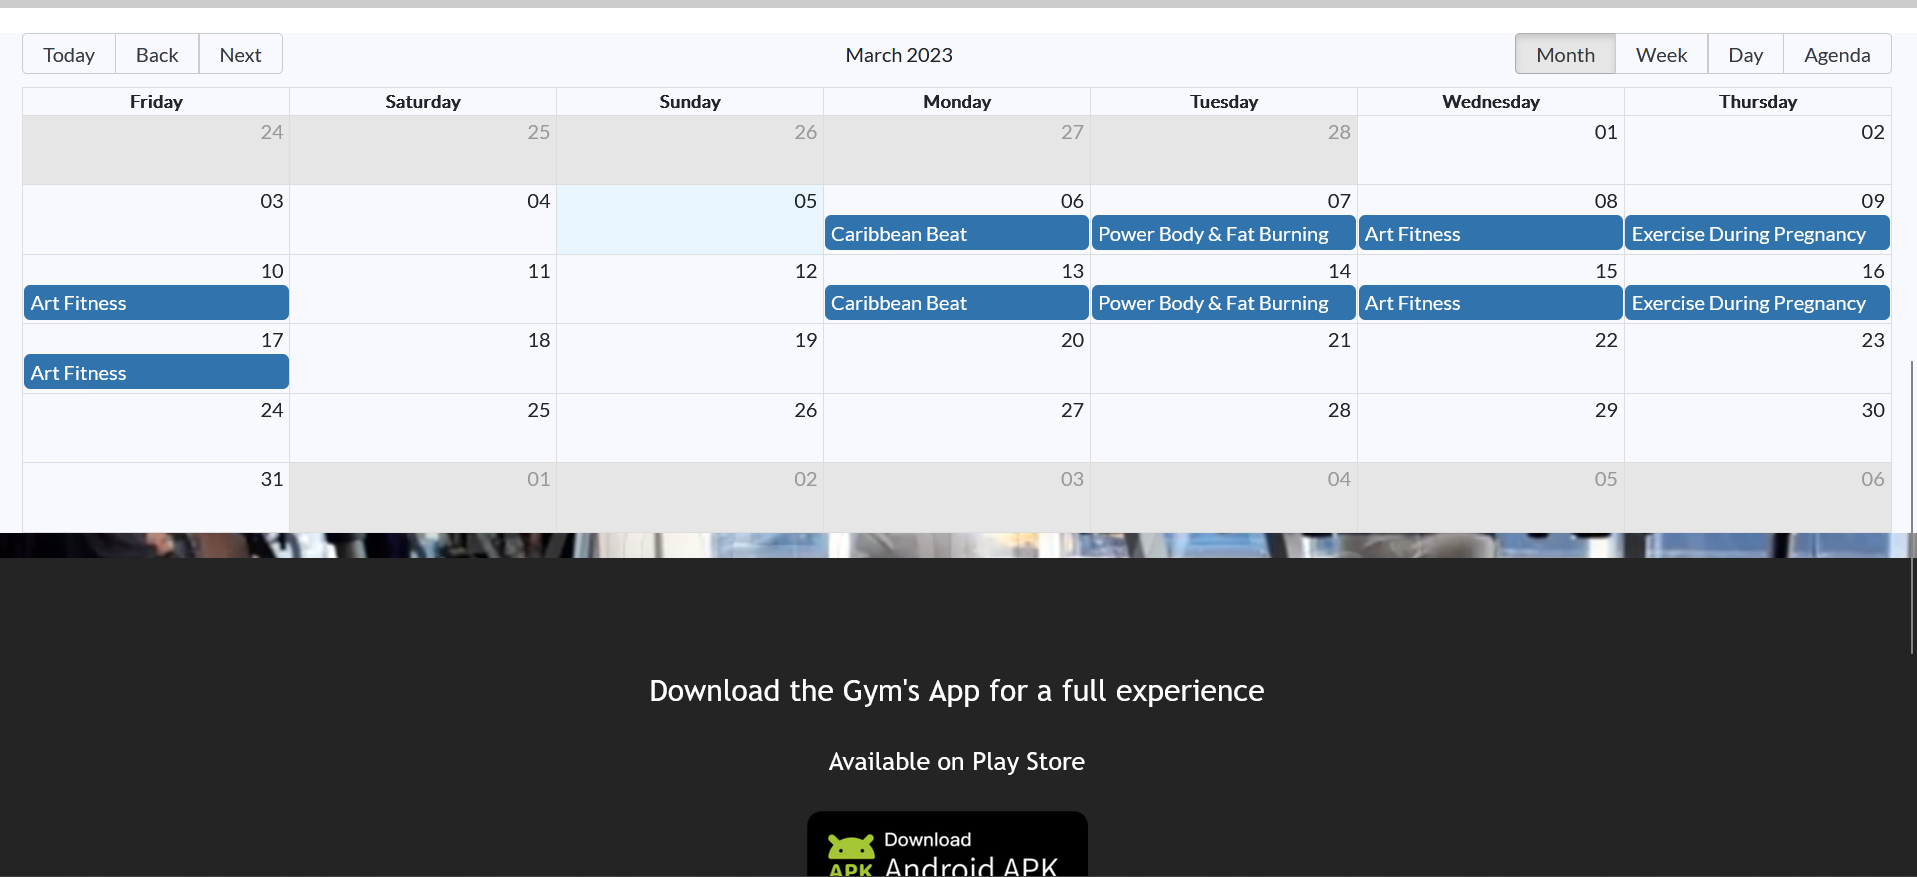 Today Back Next March 2023 Month Week Day Agenda
Friday Saturday Sunday Monday Tuesday Wednesday Thursday
24 25 26 27 28 01 02
03 04 05 06 07 08 09
Caribbean Beat Power Body & Fat Burning Art Fitness Exercise During Pregnancy
10 11 12 13 14 15 16
Art Fitness Caribbean Beat Power Body & Fat Burning Art Fitness Exercise During Pregnancy
17 18 19 20 21 22 23
Art Fitness
24 25 26 27 28 29 30
31 01 02 03 04 05 06
Download the Gym's App for a full experience
Available on Play Store
Download
APK Android APK